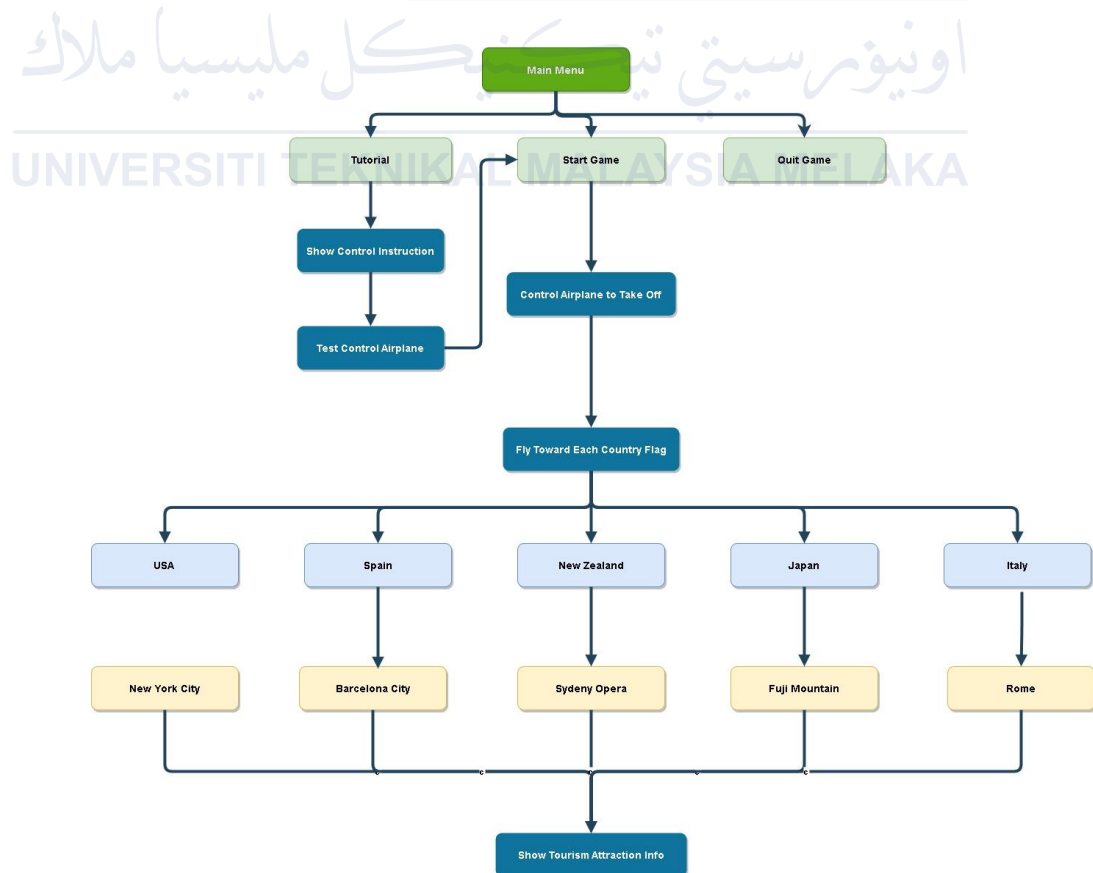 اونيۏرسيتي تيكنيكل مليسيا ملاك
Main Menu
Tutorial
Start Game
Quit Game
UNIVERSITI TEKNIKAL MALAYSIA MELAKA
Show Control Instruction
Control Airplane to Take Off
Test Control Airplane
Fly Toward Each Country Flag
USA
Spain
New Zealand
Japan
Italy
New York City
Barcelona City
Sydeny Opera
Fuji Mountain
Rome
c
c
c
c
c
Show Tourism Attraction Info